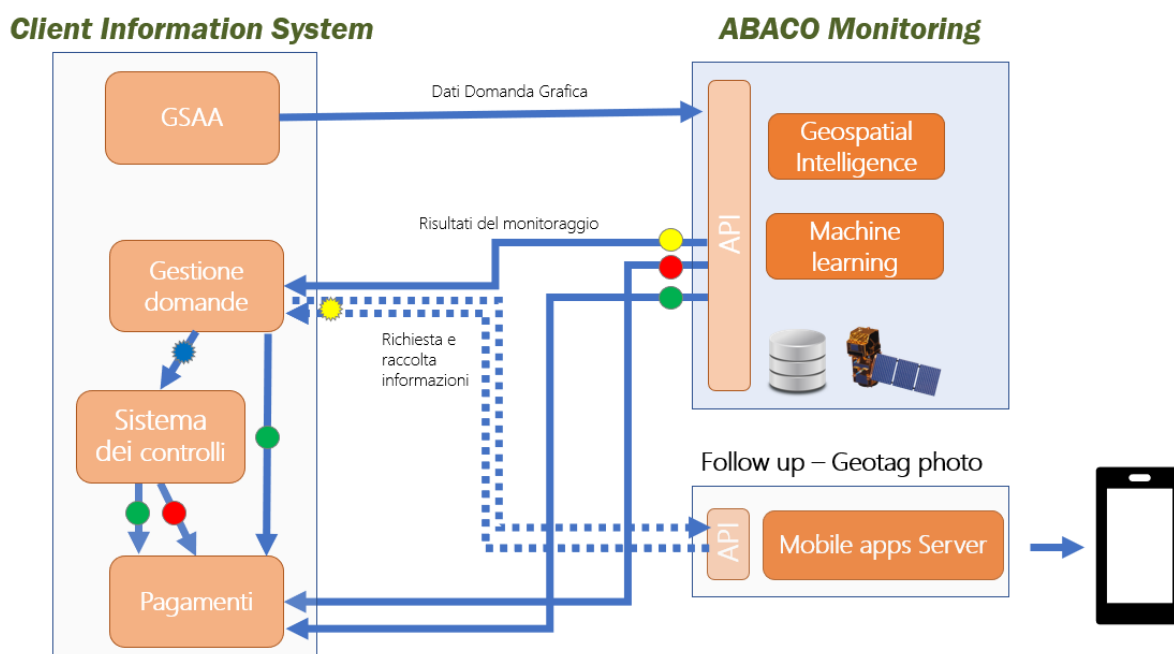 Client Information System
ABACO Monitoring
GSAA
Dati Domanda Grafica
API
Geospatial
Intelligence
Machine
learning
Risultati del monitoraggio
Gestione
domande
Richiesta e
raccolta
informazioni
Sistema
dei controlli
Pagamenti
Follow up – Geotag photo
API
Mobile apps Server